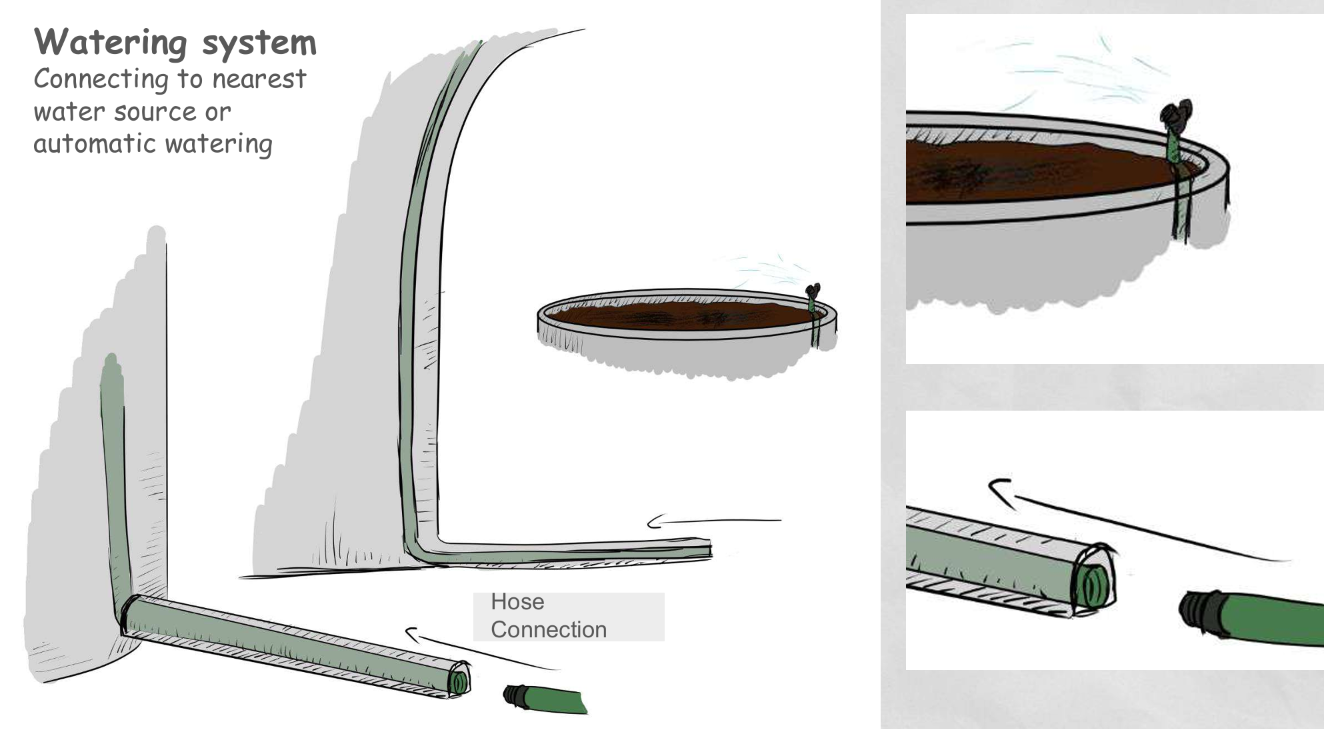 Watering system
Connecting to nearest
water source or
automatic watering
Hose
Connection